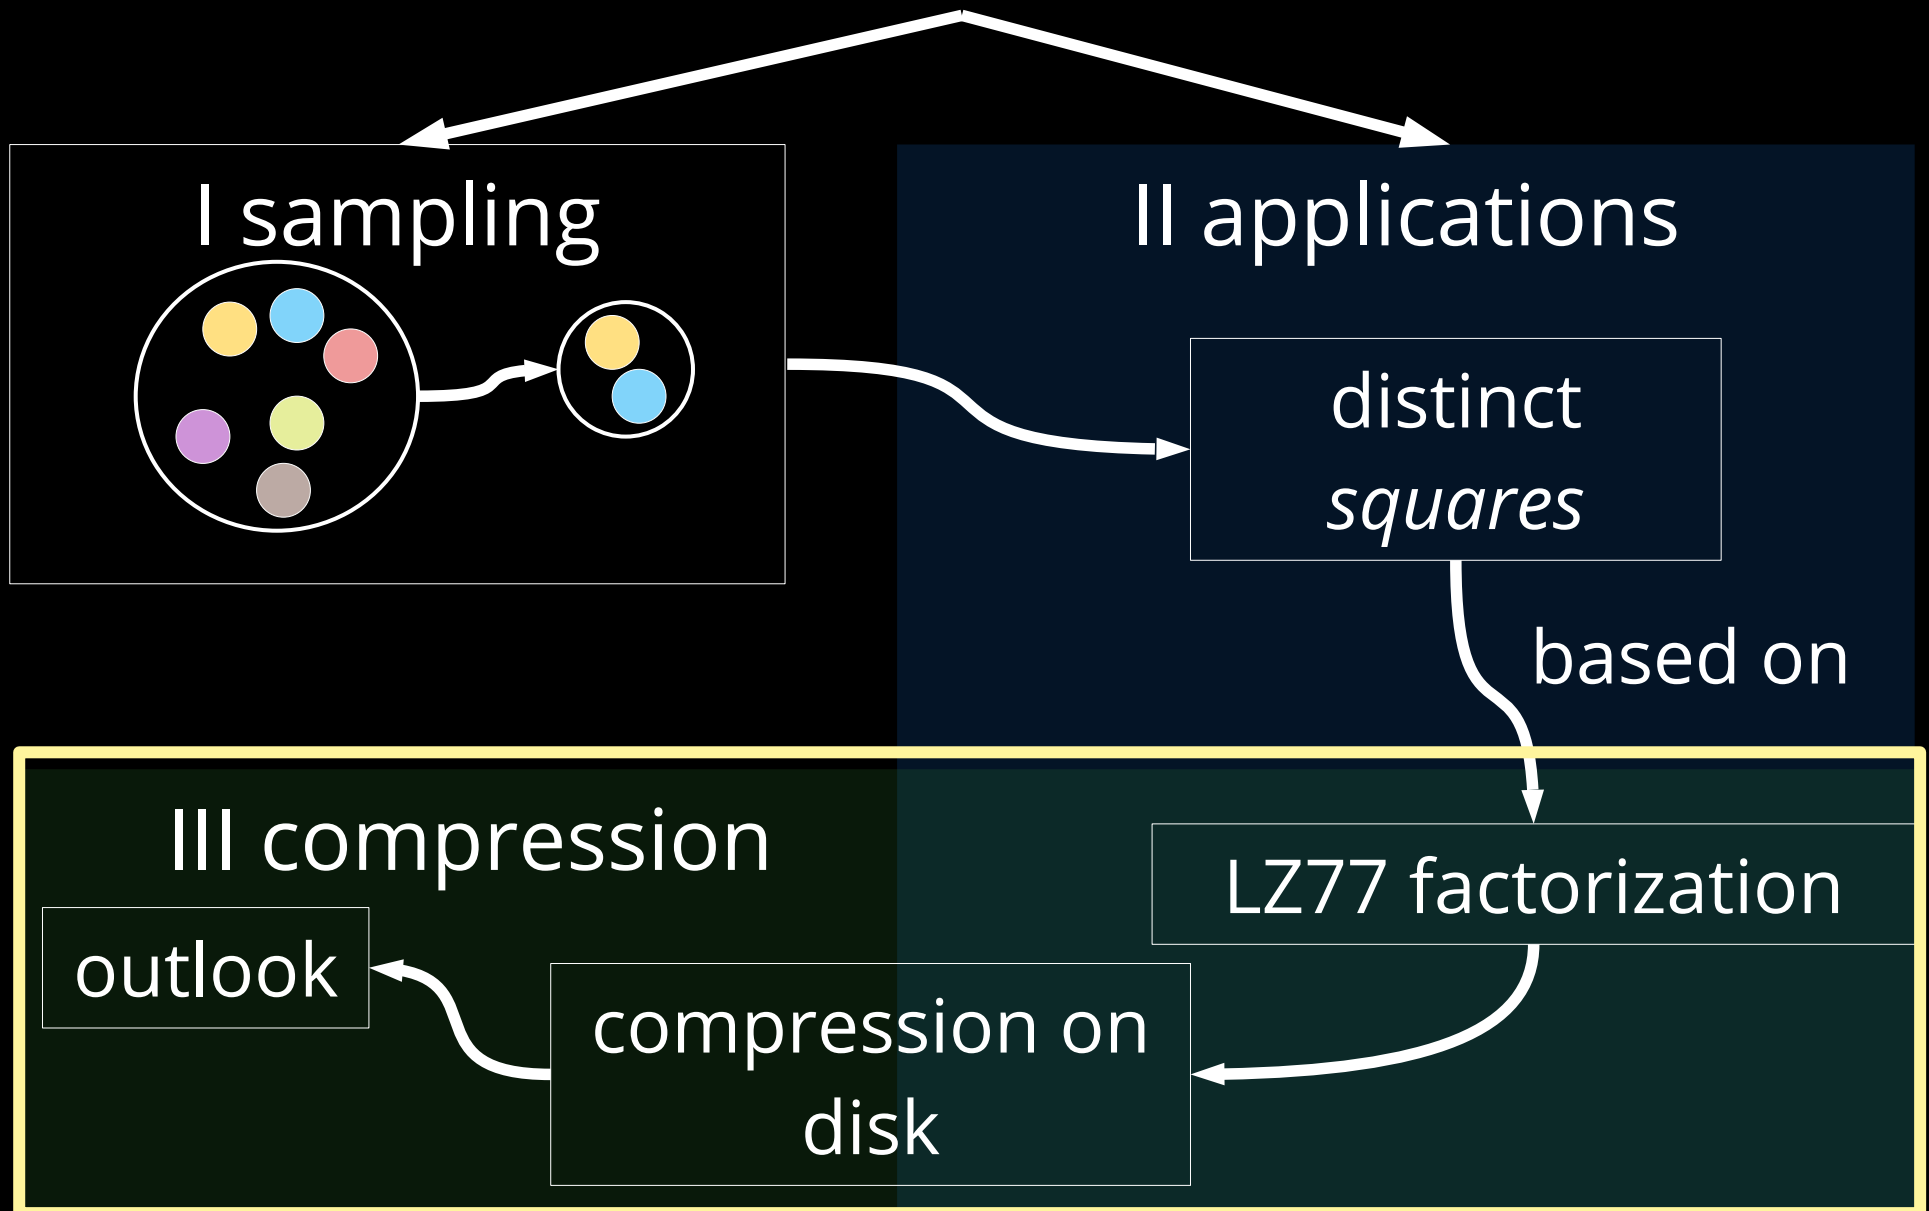 I sampling
II applications
distinct
squares
based on
III compression
LZ77 factorization
outlook
compression on
disk